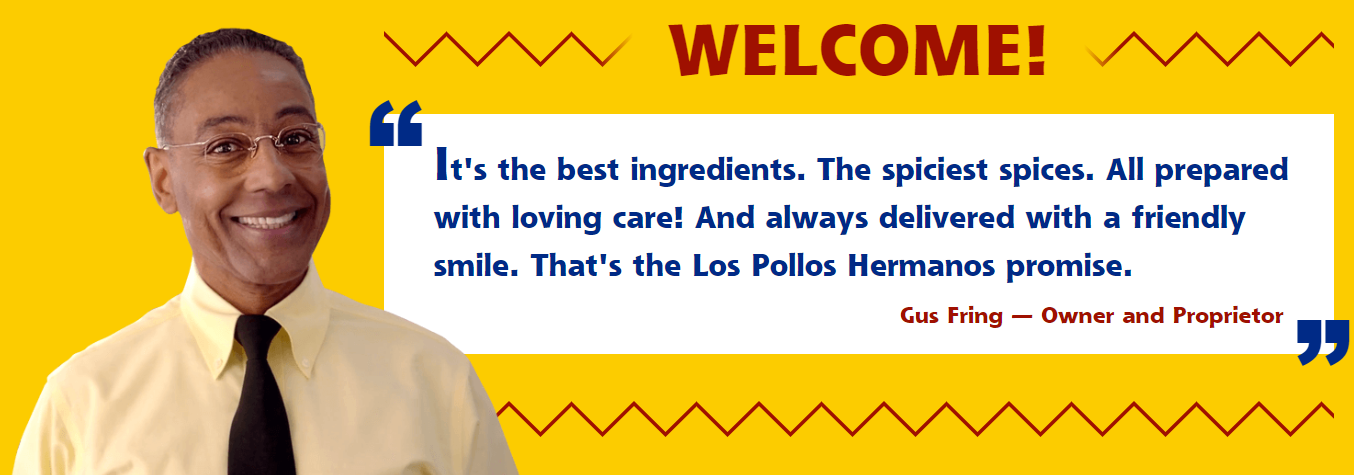 WELCOME!
“
It's the best ingredients. The spiciest spices. All prepared
with loving care! And always delivered with a friendly
smile. That's the Los Pollos Hermanos promise.
Gus Fring — Owner and Proprietor
”